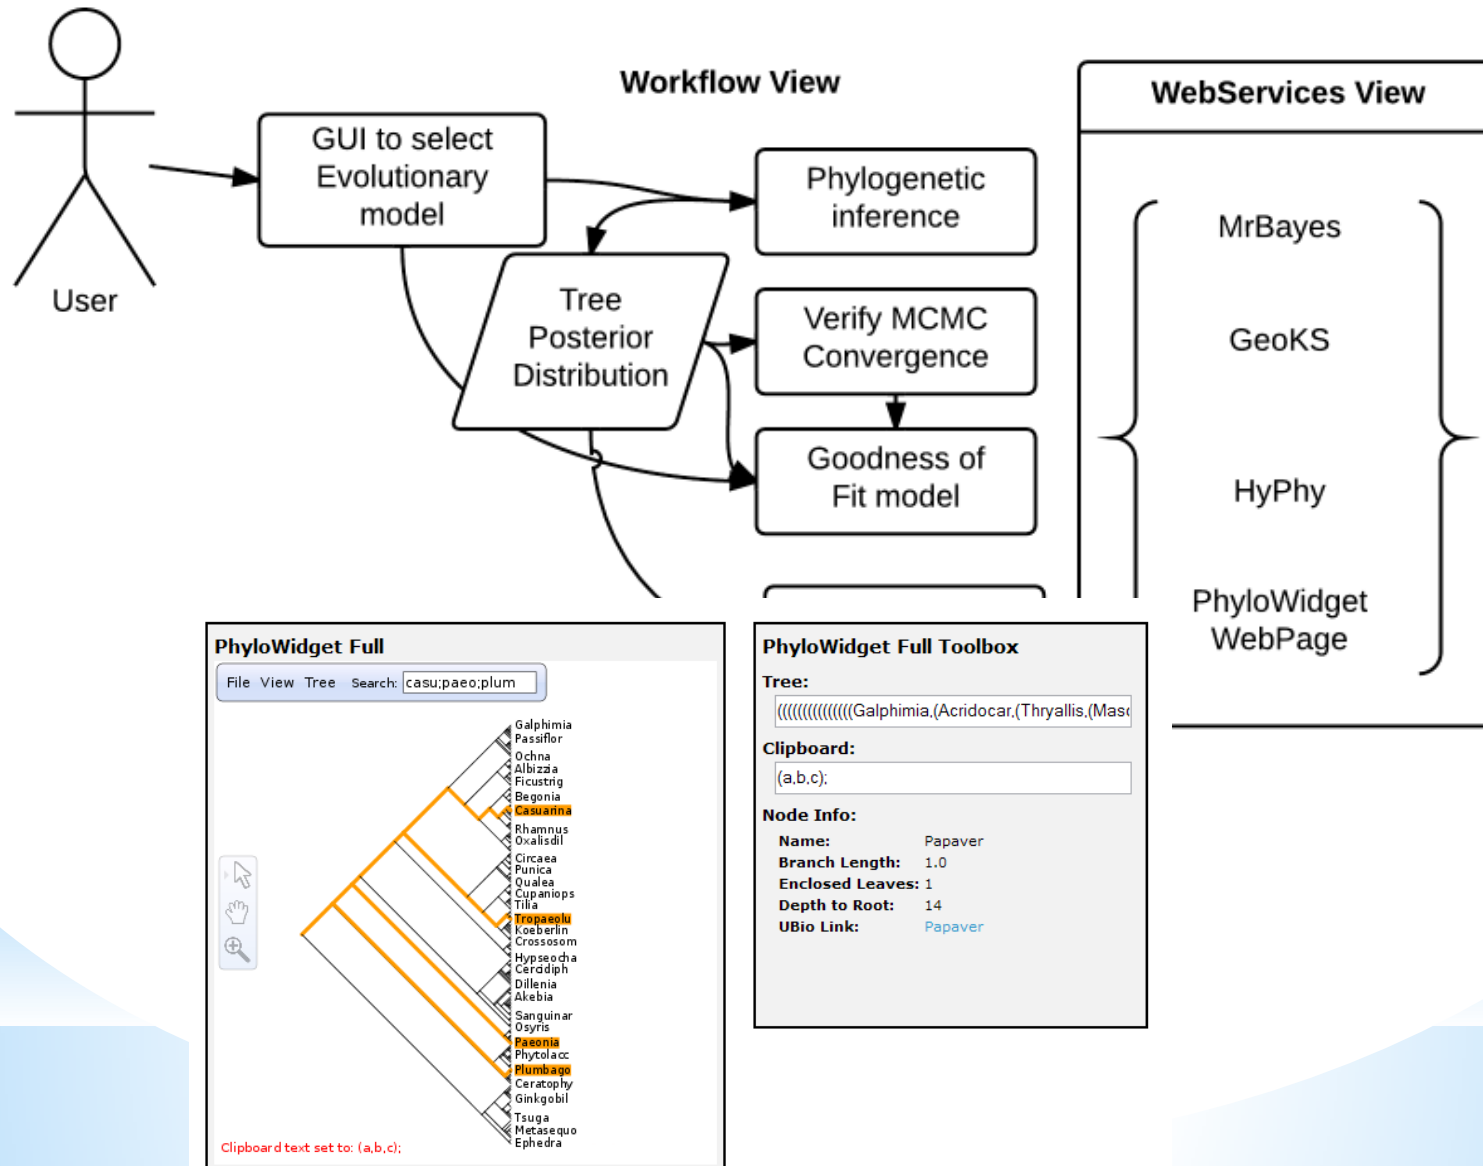 Workflow View
WebServices View
GUI to select
Evolutionary
model
User
Phylogenetic
inference
Tree
Posterior
Distribution
Verify MCMC
Convergence
Goodness of
Fit model
MrBayes
GeoKS
HyPhy
PhyloWidget
WebPage
PhyloWidget Full
File View Tree Search: casu;paeo;plum
Galphimia
Passiflor
Ochna
Albizzia
Ficustrig
Begonia
Casuarina
Rhamnus
Oxalisdil
Circaea
Punica
Qualea
Cupaniops
Tilia
Tropaeolu
Koeberlin
Crossosom
Hypseocha
Cercidiph
Dillenia
Akebia
Sanguinar
Osyris
Paeonia
Phytolacc
Plumbago
Ceratophy
Ginkgobil
Tsuga
Metasequo
Ephedra
Clipboard text set to: (a,b,c);
PhyloWidget Full Toolbox
Tree:
(((((((((((((((Galphimia,(Acridocar,(Thryallis,(Masc
Clipboard:
(a,b,c);
Node Info:
Name: Papaver
Branch Length: 1.0
Enclosed Leaves: 1
Depth to Root: 14
UBio Link: Papaver